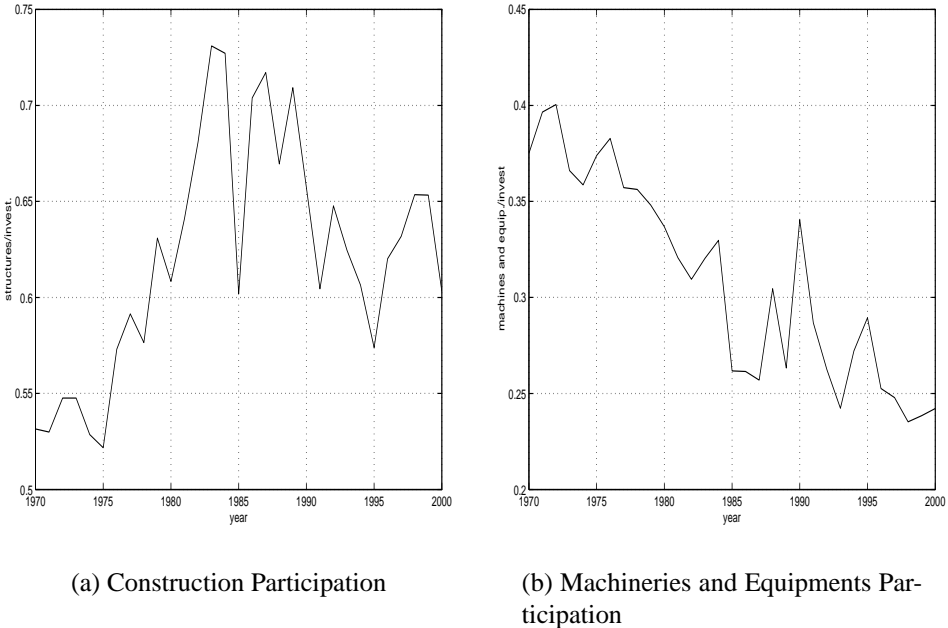 0.75
0.7
0.65
0.6
0.55
0.5
structures/invest.
1970 1975 1980 1985 1990 1995 2000
year
(a) Construction Participation
0.45
0.4
0.35
0.3
0.25
0.2
machines and equip./invest
1970 1975 1980 1985 1990 1995 2000
year
(b) Machineries and Equipments Par-
ticipation